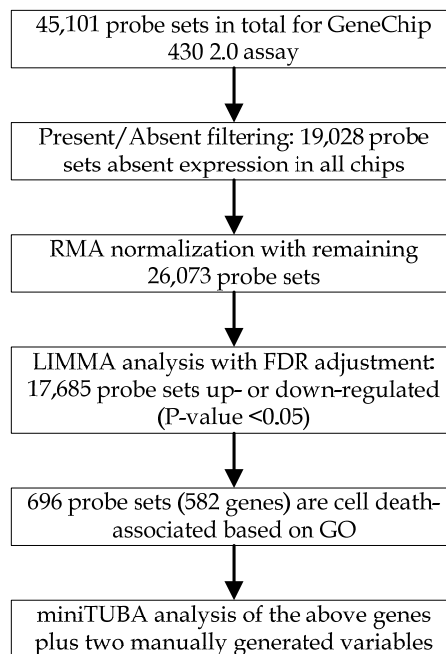 45,101 probe sets in total for GeneChip
430 2.0 assay
Present/Absent filtering: 19,028 probe
sets absent expression in all chips
RMA normalization with remaining
26,073 probe sets
LIMMA analysis with FDR adjustment:
17,685 probe sets up- or down-regulated
(P-value <0.05)
696 probe sets (582 genes) are cell death-
associated based on GO
miniTUBA analysis of the above genes
plus two manually generated variables